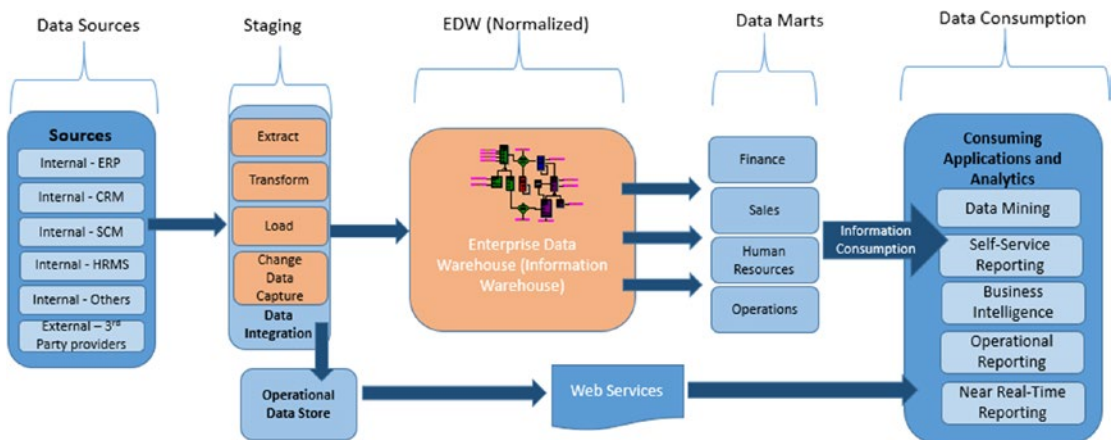 Data Sources
Staging
EDW (Normalized)
Data Marts
Data Consumption
Sources
Internal - ERP
Internal - CRM
Internal - SCM
Internal - HRMS
Internal - Others
External – 3rd
Party providers
Extract
Transform
Load
Change
Data
Capture
Data
Integration
Operational
Data Store
Enterprise Data
Warehouse (Information
Warehouse)
Web Services
Finance
Sales
Human
Resources
Operations
Information
Consumption
Consuming
Applications and
Analytics
Data Mining
Self-Service
Reporting
Business
Intelligence
Operational
Reporting
Near Real-Time
Reporting